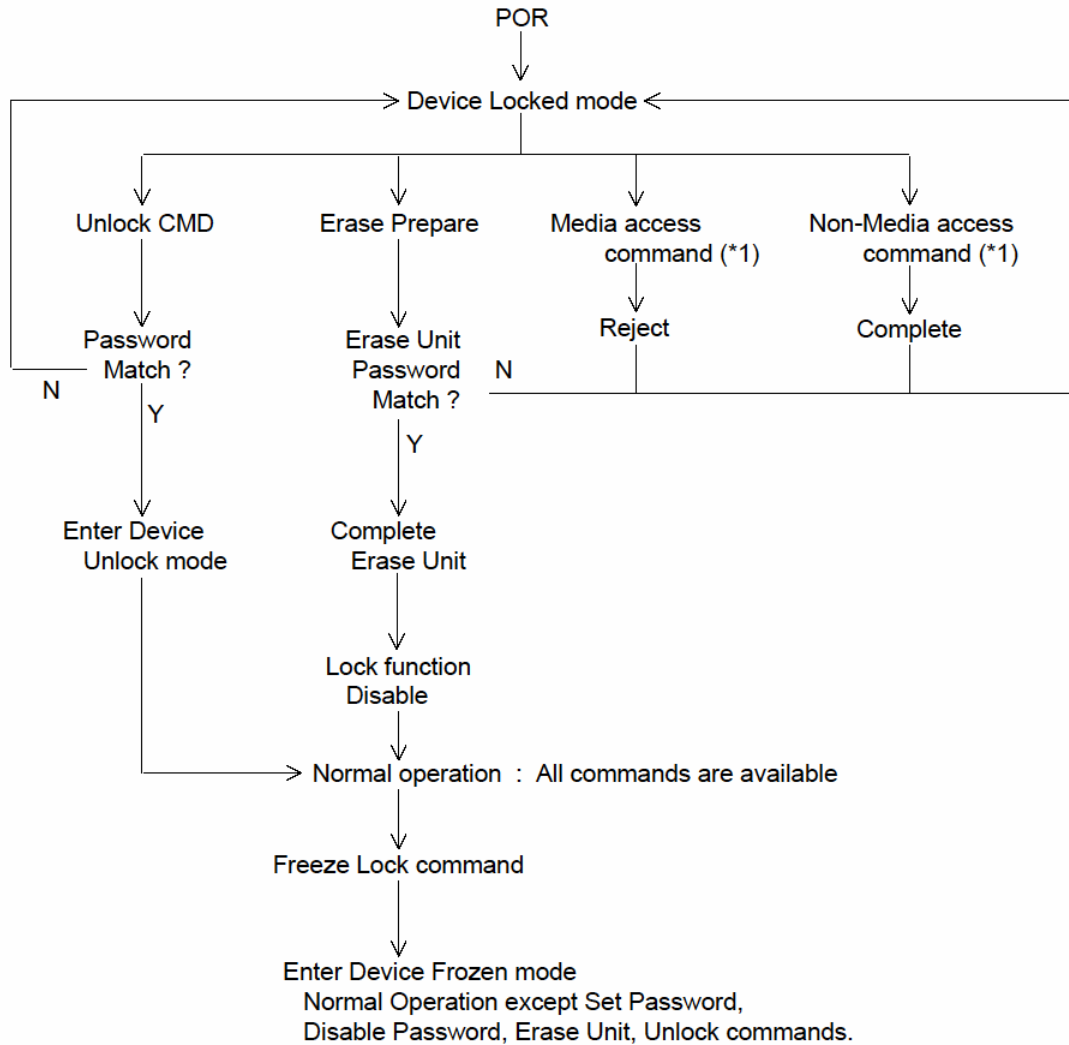 POR
Device Locked mode
Unlock CMD
Erase Prepare
Media access
command (*1)
Non-Media access
command (*1)
Password
Match ?
N
Y
Erase Unit
Password
Match ?
N
Y
Reject
Complete
Enter Device
Unlock mode
Complete
Erase Unit
Lock function
Disable
Normal operation : All commands are available
Freeze Lock command
Enter Device Frozen mode
Normal Operation except Set Password,
Disable Password, Erase Unit, Unlock commands.